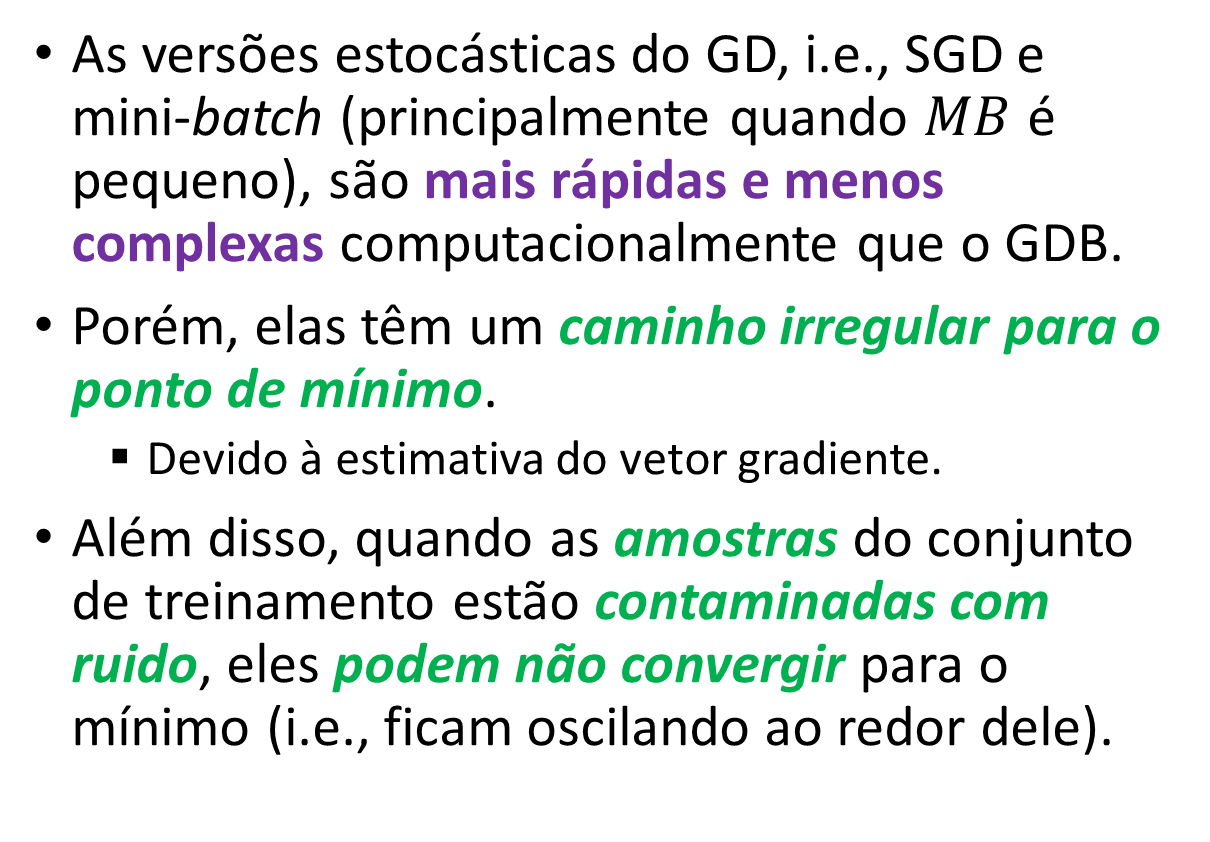 • As versões estocásticas do GD, i.e., SGD e
mini-batch (principalmente quando MB é
pequeno), são mais rápidas e menos
complexas computacionalmente que o GDB.
• Porém, elas têm um caminho irregular para o
ponto de mínimo.
▪ Devido à estimativa do vetor gradiente.
• Além disso, quando as amostras do conjunto
de treinamento estão contaminadas com
ruido, eles podem não convergir para o
mínimo (i.e., ficam oscilando ao redor dele).